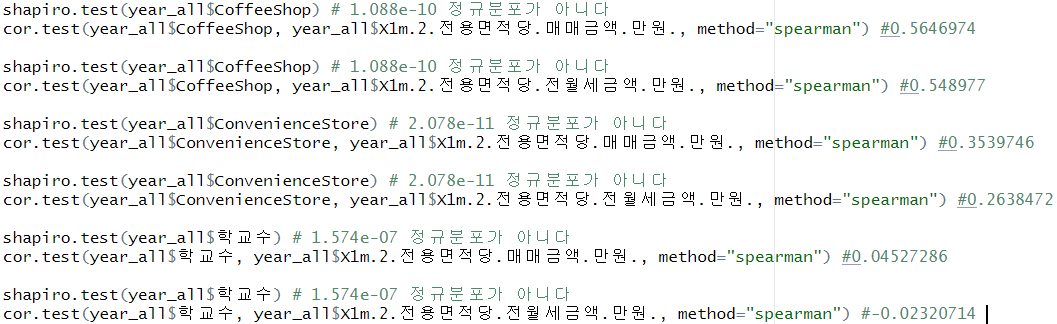 shapiro.test(year_all$CoffeeShop) # 1.088e-10 정규분포가 아니다
cor.test(year_all$CoffeeShop, year_all$X1m.2.전용면적당.매매금액.만원., method="spearman") #0.5646974
shapiro.test(year_all$CoffeeShop) # 1.088e-10 정규분포가 아니다
cor.test(year_all$CoffeeShop, year_all$X1m.2.전용면적당.전월세금액.만원., method="spearman") #0.548977
shapiro.test(year_all$ConvenienceStore) # 2.078e-11 정규분포가 아니다
cor.test(year_all$ConvenienceStore, year_all$X1m.2.전용면적당.매매금액.만원., method="spearman") #0.3539746
shapiro.test(year_all$ConvenienceStore) # 2.078e-11 정규분포가 아니다
cor.test(year_all$ConvenienceStore, year_all$X1m.2.전용면적당.전월세금액.만원., method="spearman") #0.2638472
shapiro.test(year_all$학교수) # 1.574e-07 정규분포가 아니다
cor.test(year_all$학교수, year_all$X1m.2.전용면적당.매매금액.만원., method="spearman") #0.04527286
shapiro.test(year_all$학교수) # 1.574e-07 정규분포가 아니다
cor.test(year_all$학교수, year_all$X1m.2.전용면적당.전월세금액.만원., method="spearman") #-0.02320714